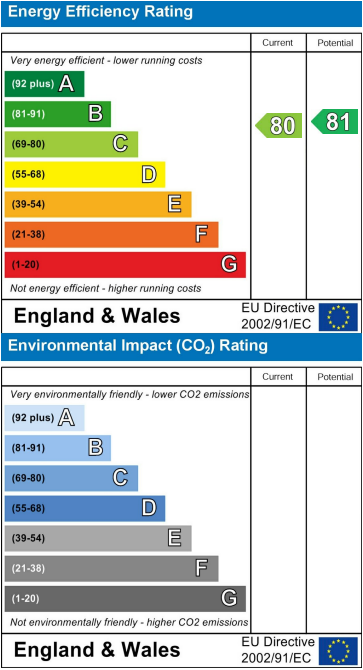 Energy Efficiency Rating
Current Potential
Very energy efficient - lower running costs
(92 plus) A
(81-91) B
80 81
(69-80) C
(55-68) D
(39-54) E
(21-38) F
(1-20) G
Not energy efficient - higher running costs
England & Wales
EU Directive
2002/91/EC
Environmental Impact (CO₂) Rating
Current Potential
Very environmentally friendly - lower CO2 emissions
(92 plus) A
(81-91) B
(69-80) C
(55-68) D
(39-54) E
(21-38) F
(1-20) G
Not environmentally friendly - higher CO2 emissions
England & Wales
EU Directive
2002/91/EC